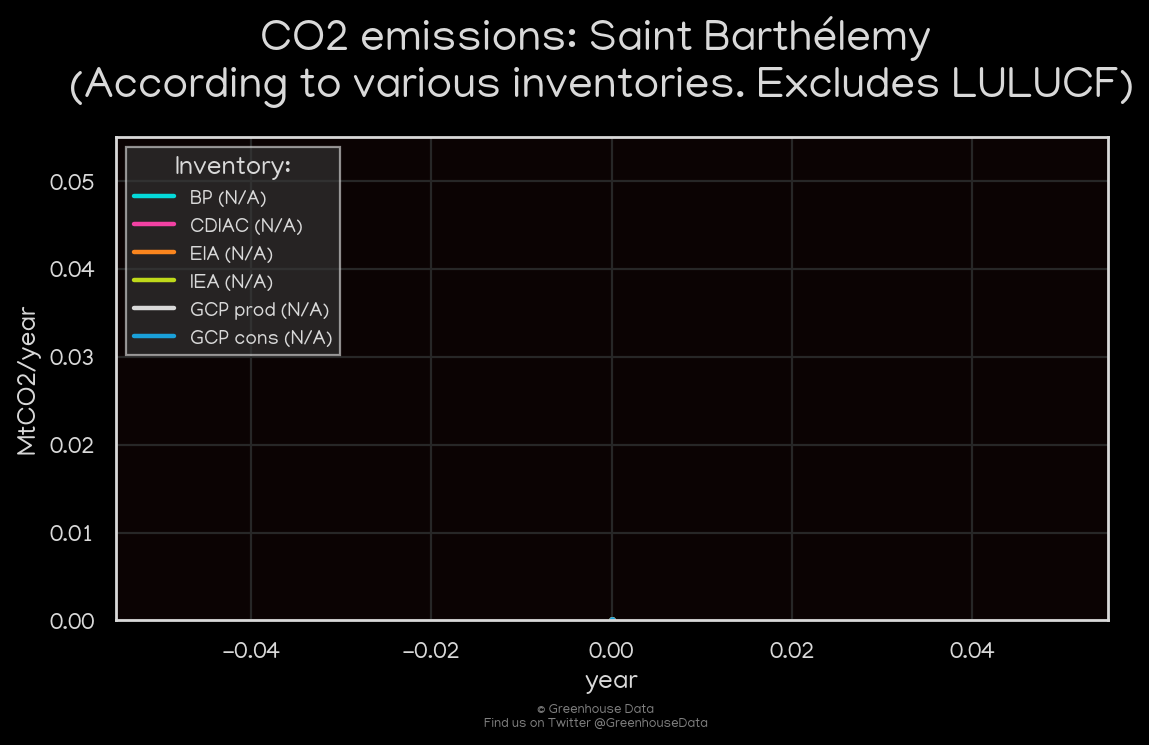 CO2 emissions: Saint Barthélemy
(According to various inventories. Excludes LULUCF)
Inventory:
BP (N/A)
CDIAC (N/A)
EIA (N/A)
IEA (N/A)
GCP prod (N/A)
GCP cons (N/A)
MtCO2/year
0.05
0.04
0.03
0.02
0.01
0.00
−0.04 −0.02 0.00 0.02 0.04
year
© Greenhouse Data
Find us on Twitter @GreenhouseData